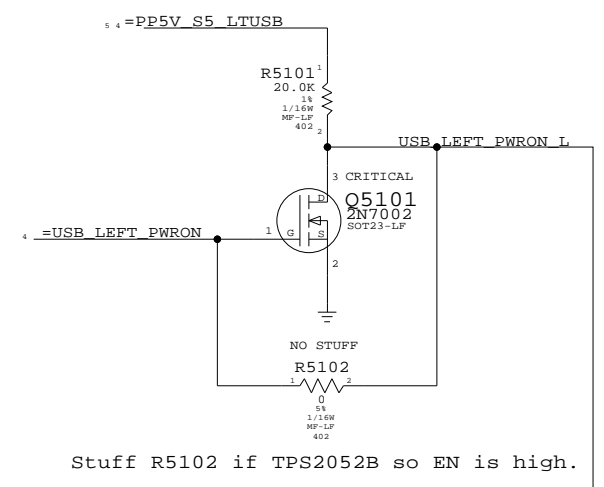 5 4 =PP5V_S5_LTUSB
1
R5101
20.0K
1%
1/16W
MF-LF
402
2
USB_LEFT_PWRON_L
3 CRITICAL
D
Q5101
2N7002
SOT23-LF
4 =USB_LEFT_PWRON
1 G S
2
NO STUFF
R5102
1 2
0
5%
1/16W
MF-LF
402
Stuff R5102 if TPS2052B so EN is high.